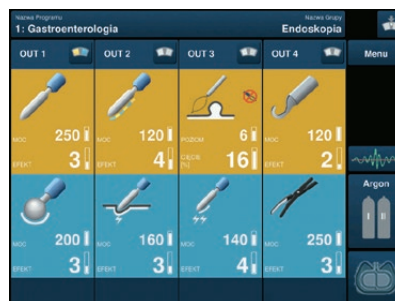 Nazwa Programu
1: Gastroenterologia
Nazwa Grupy
Endoskopia
OUT 1
OUT 2
OUT 3
OUT 4
Menu
MOC 250
EFEKT 3
MOC 120
EFEKT 4
POZIOM 6
CIĘCIE [%] 16
MOC 120
EFEKT 2
Argon
I II
MOC 200
EFEKT 3
MOC 160
EFEKT 3
MOC 140
EFEKT 4
MOC 250
EFEKT 3